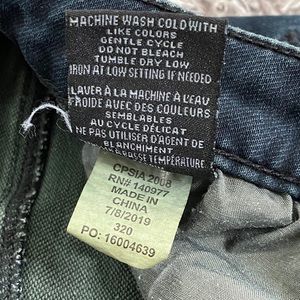 MACHINE WASH COLD WITH
LIKE COLORS
GENTLE CYCLE
DO NOT BLEACH
TUMBLE DRY LOW
IRON AT LOW SETTING IF NEEDED
LAVER À LA MACHINE À L'EAU
FROIDE AVEC DES COULEURS
SEMBLABLES
AU CYCLE DÉLICAT
NE PAS UTILISER D'AGENT
DE BLANCHIMENT
BASSE TEMPÉRATURE
CPSIA 2008
RN# 140977
MADE IN
CHINA
7/8/2019
320
PO: 16004639